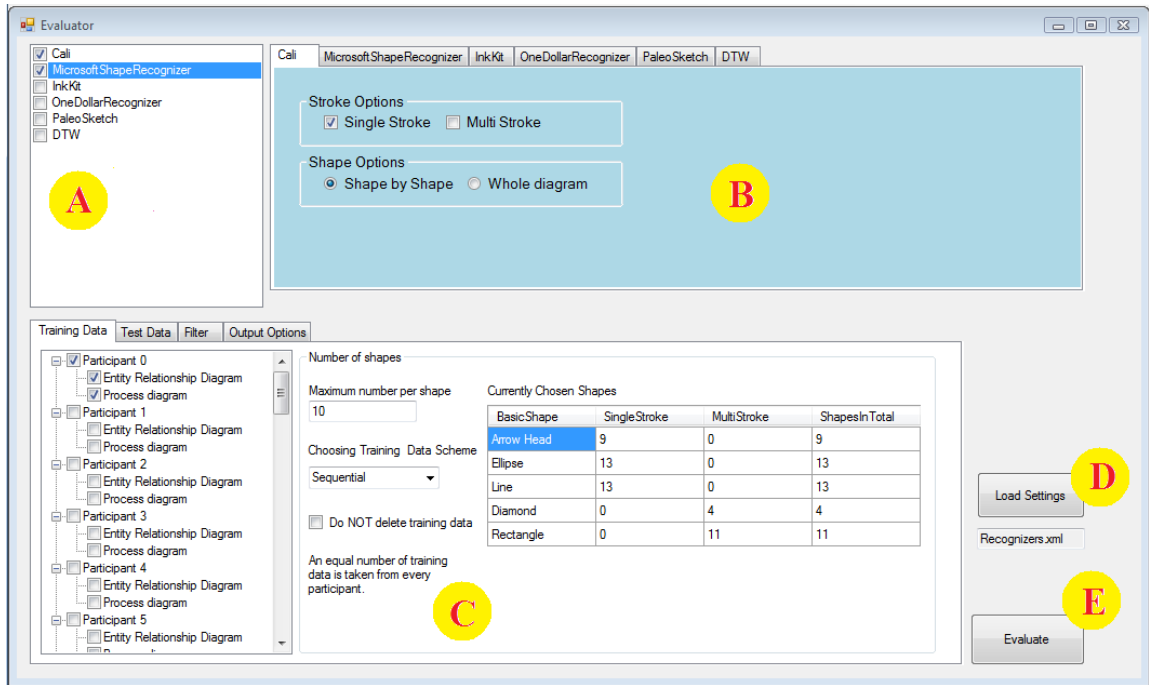 Evaluator
Cali
MicrosoftShapeRecognizer
InkKit
OneDollarRecognizer
PaleoSketch
DTW
A
Cali MicrosoftShapeRecognizer InkKit OneDollarRecognizer PaleoSketch DTW
Stroke Options
Single Stroke Multi Stroke
Shape Options
Shape by Shape Whole diagram
B
Training Data Test Data Filter Output Options
Participant 0
Entity Relationship Diagram
Process diagram
Participant 1
Entity Relationship Diagram
Process diagram
Participant 2
Entity Relationship Diagram
Process diagram
Participant 3
Entity Relationship Diagram
Process diagram
Participant 4
Entity Relationship Diagram
Process diagram
Participant 5
Entity Relationship Diagram
Number of shapes
Maximum number per shape
10
Choosing Training Data Scheme
Sequential
Do NOT delete training data
An equal number of training
data is taken from every
participant.
C
Currently Chosen Shapes
BasicShape SingleStroke MultiStroke ShapesInTotal
Arrow Head 9 0 9
Ellipse 13 0 13
Line 13 0 13
Diamond 0 4 4
Rectangle 0 11 11
D
Load Settings
Recognizers.xml
E
Evaluate